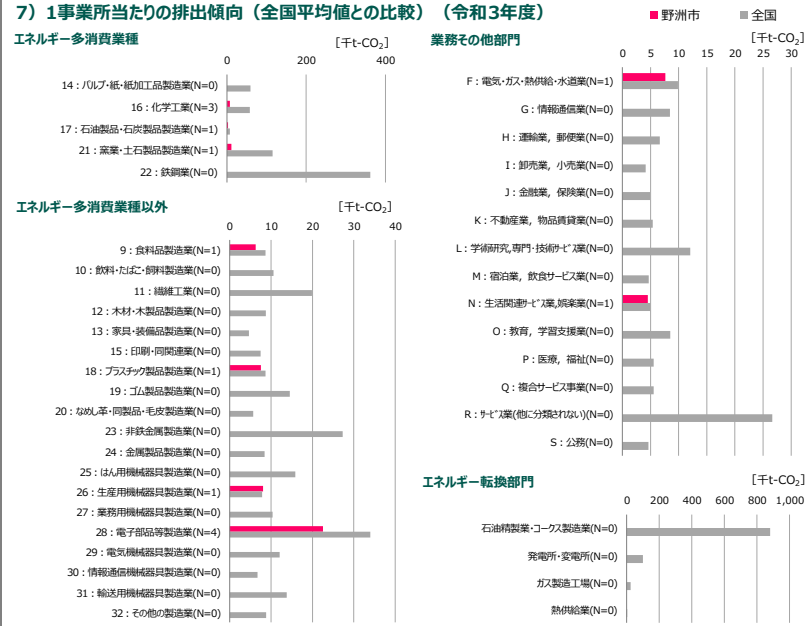 7）1事業所当たりの排出傾向（全国平均値との比較）（令和3年度）
■野洲市 ■全国
エネルギー多消費業種
[千t-CO₂]
0 200 400
14：パルプ・紙・紙加工品製造業(N=0)
16：化学工業(N=3)
17：石油製品・石炭製品製造業(N=1)
21：窯業・土石製品製造業(N=1)
22：鉄鋼業(N=0)
エネルギー多消費業種以外
[千t-CO₂]
0 10 20 30 40
9：食料品製造業(N=1)
10：飲料・たばこ・飼料製造業(N=0)
11：繊維工業(N=0)
12：木材・木製品製造業(N=0)
13：家具・装備品製造業(N=0)
15：印刷・同関連業(N=0)
18：プラスチック製品製造業(N=1)
19：ゴム製品製造業(N=0)
20：なめし革・同製品・毛皮製造業(N=0)
23：非鉄金属製造業(N=0)
24：金属製品製造業(N=0)
25：はん用機械器具製造業(N=0)
26：生産用機械器具製造業(N=1)
27：業務用機械器具製造業(N=0)
28：電子部品等製造業(N=4)
29：電気機械器具製造業(N=0)
30：情報通信機械器具製造業(N=0)
31：輸送用機械器具製造業(N=0)
32：その他の製造業(N=0)
業務その他部門
[千t-CO₂]
0 5 10 15 20 25 30
F：電気・ガス・熱供給・水道業(N=1)
G：情報通信業(N=0)
H：運輸業，郵便業(N=0)
I：卸売業，小売業(N=0)
J：金融業，保険業(N=0)
K：不動産業，物品賃貸業(N=0)
L：学術研究,専門・技術ｻｰﾋﾞｽ業(N=0)
M：宿泊業，飲食サービス業(N=0)
N：生活関連ｻｰﾋﾞｽ業,娯楽業(N=1)
O：教育，学習支援業(N=0)
P：医療，福祉(N=0)
Q：複合サービス事業(N=0)
R：ｻｰﾋﾞｽ業(他に分類されない)(N=0)
S：公務(N=0)
エネルギー転換部門
[千t-CO₂]
0 200 400 600 800 1,000
石油精製業・コークス製造業(N=0)
発電所・変電所(N=0)
ガス製造工場(N=0)
熱供給業(N=0)